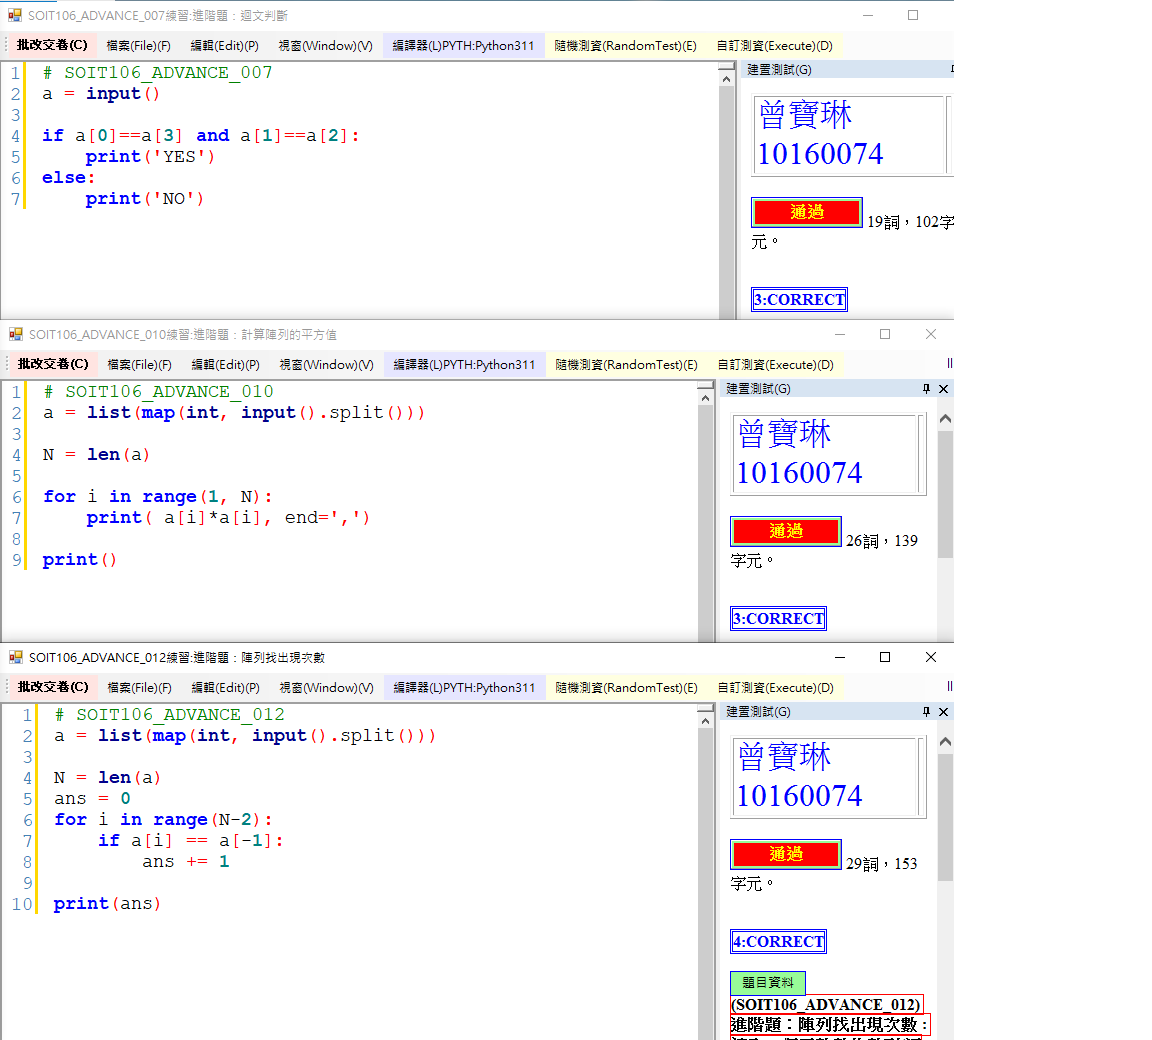 SOIT106_ADVANCE_007練習:進階題：迴文判斷
批改交卷(C) 檔案(File)(F) 編輯(Edit)(P) 視窗(Window)(V) 編譯器(L)PYTH:Python311 隨機測資(RandomTest)(E) 自訂測資(Execute)(D)
1 # SOIT106_ADVANCE_007
2 a = input()
3
4 if a[0]==a[3] and a[1]==a[2]:
5 print('YES')
6 else:
7 print('NO')
建置測試(G)
曾寶琳
10160074
通過 19詞，102字
元。
3:CORRECT
SOIT106_ADVANCE_010練習:進階題：計算陣列的平方值
批改交卷(C) 檔案(File)(F) 編輯(Edit)(P) 視窗(Window)(V) 編譯器(L)PYTH:Python311 隨機測資(RandomTest)(E) 自訂測資(Execute)(D)
1 # SOIT106_ADVANCE_010
2 a = list(map(int, input().split()))
3
4 N = len(a)
5
6 for i in range(1, N):
7 print( a[i]*a[i], end=',')
8
9 print()
建置測試(G)
曾寶琳
10160074
通過 26詞，139
字元。
3:CORRECT
SOIT106_ADVANCE_012練習:進階題：陣列找出現次數
批改交卷(C) 檔案(File)(F) 編輯(Edit)(P) 視窗(Window)(V) 編譯器(L)PYTH:Python311 隨機測資(RandomTest)(E) 自訂測資(Execute)(D)
1 # SOIT106_ADVANCE_012
2 a = list(map(int, input().split()))
3
4 N = len(a)
5 ans = 0
6 for i in range(N-2):
7 if a[i] == a[-1]:
8 ans += 1
9
10 print(ans)
建置測試(G)
曾寶琳
10160074
通過 29詞，153
字元。
4:CORRECT
題目資料
(SOIT106_ADVANCE_012)
進階題：陣列找出現次數：